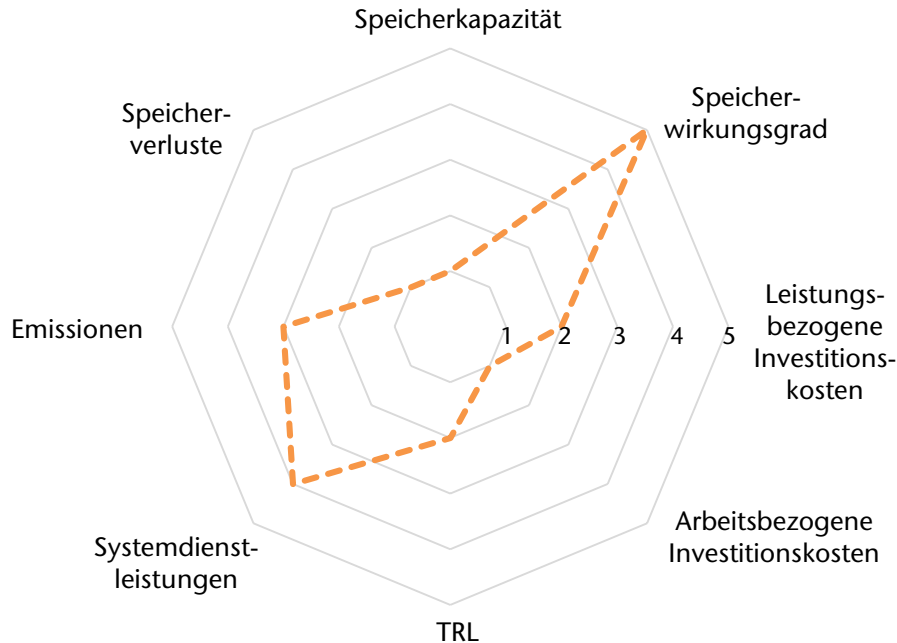 Speicherkapazität
Speicher-
wirkungsgrad
Speicher-
verluste
Leistungs-
bezogene
Investitions-
kosten
Emissionen
1 2 3 4 5
Arbeitsbezogene
Investitionskosten
Systemdienst-
leistungen
TRL